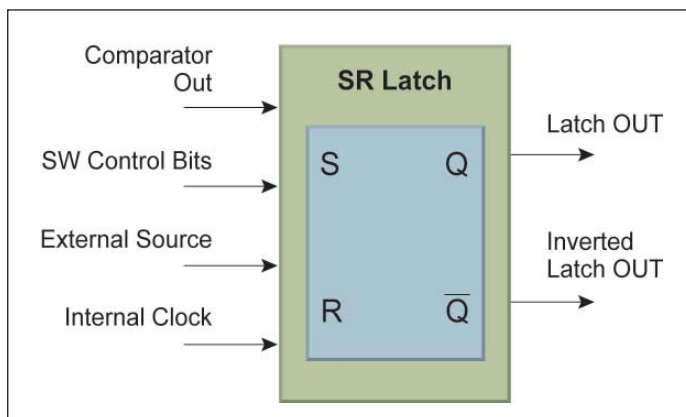 Comparator
Out
SW Control Bits
External Source
Internal Clock
SR Latch
S Q
R Q̅
Latch OUT
Inverted
Latch OUT